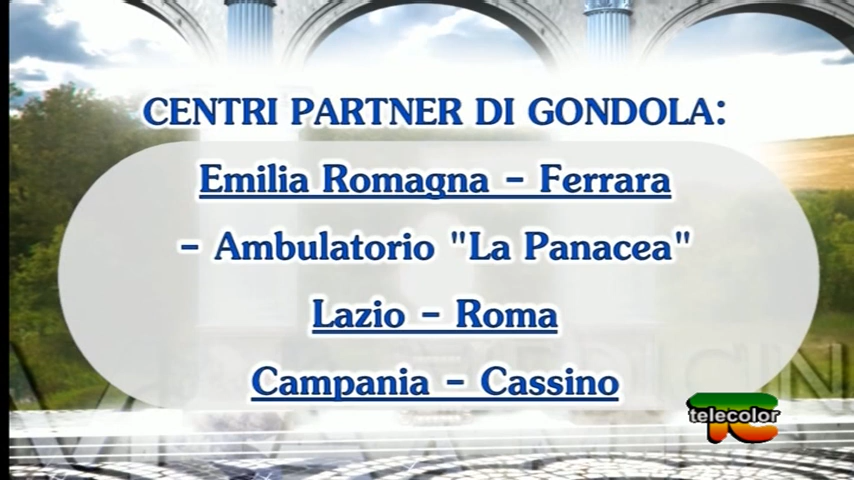 CENTRI PARTNER DI GONDOLA:
Emilia Romagna - Ferrara
- Ambulatorio "La Panacea"
Lazio - Roma
Campania - Cassino
telecolor